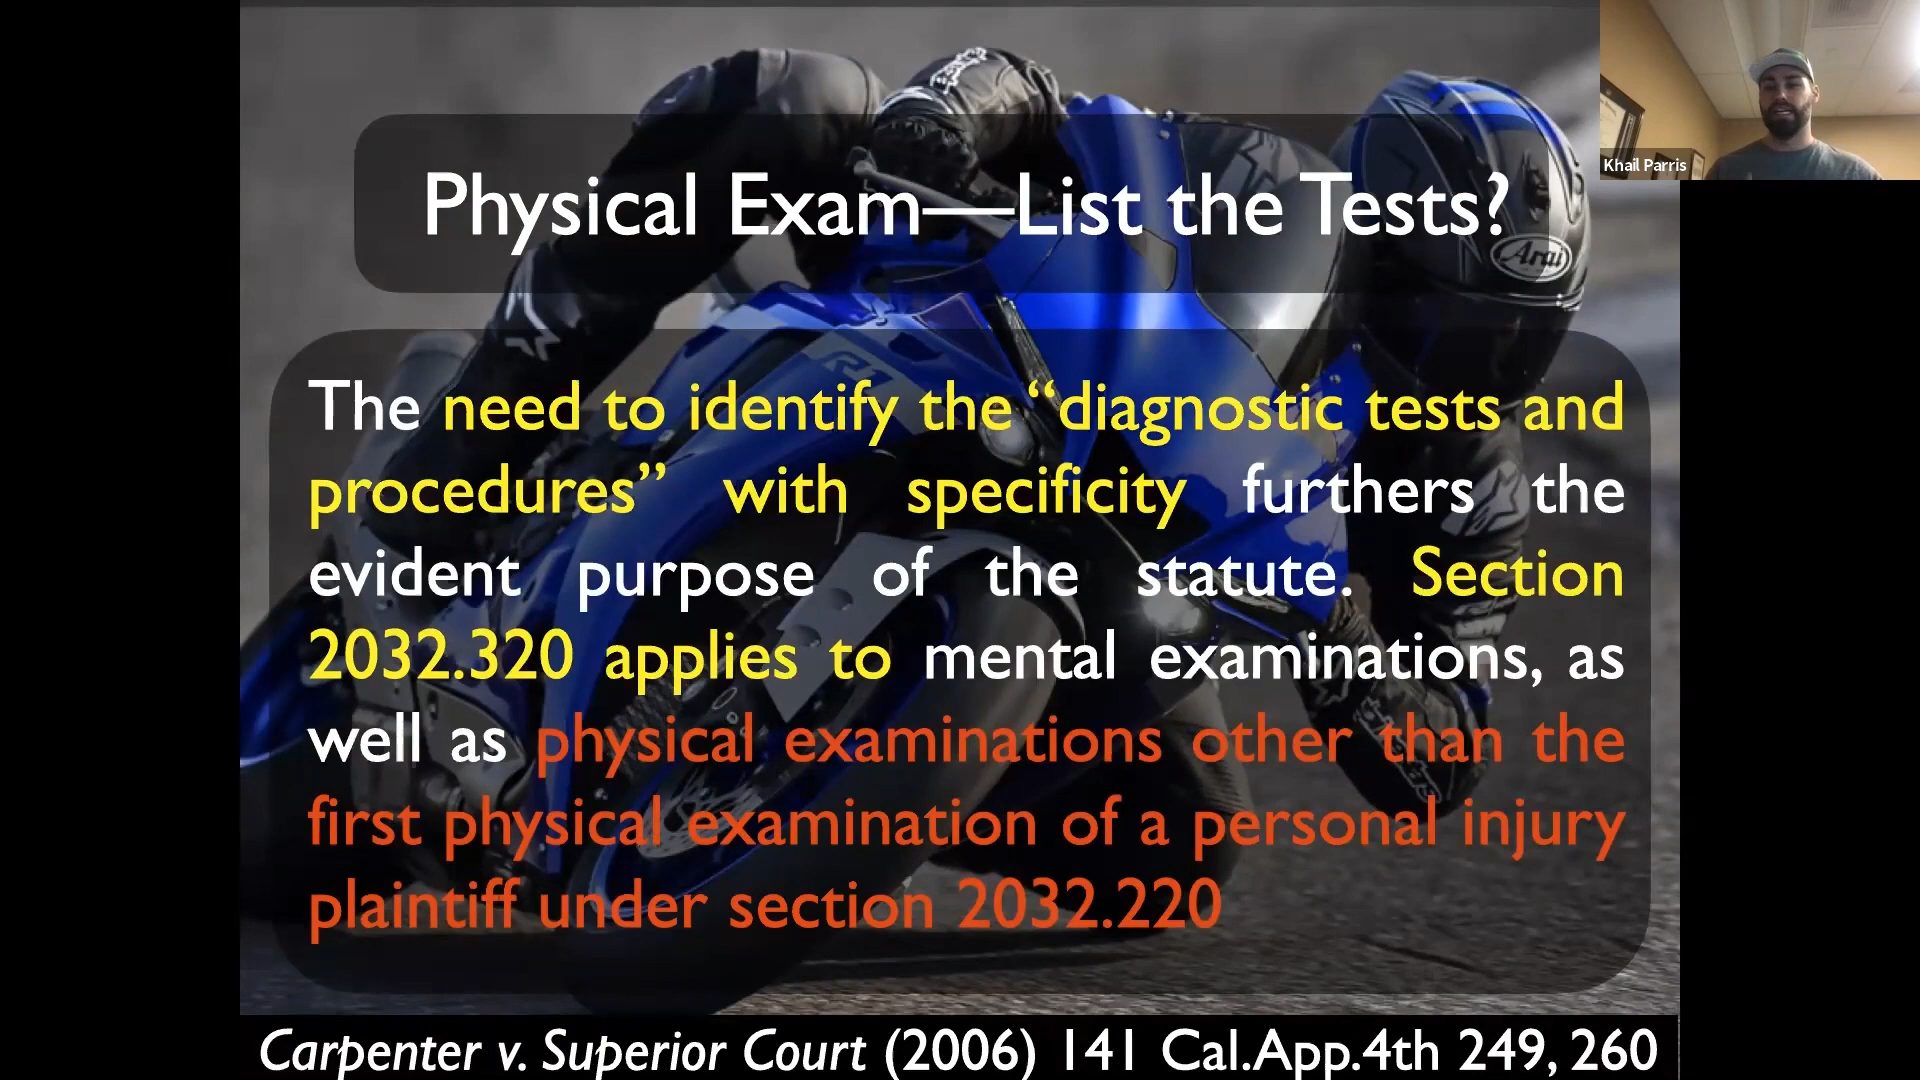 Physical Exam—List the Tests?
The need to identify the “diagnostic tests and
procedures” with specificity furthers the
evident purpose of the statute. Section
2032.320 applies to mental examinations, as
well as physical examinations other than the
first physical examination of a personal injury
plaintiff under section 2032.220
Carpenter v. Superior Court (2006) 141 Cal.App.4th 249, 260
Khail Parris
Arai
R1